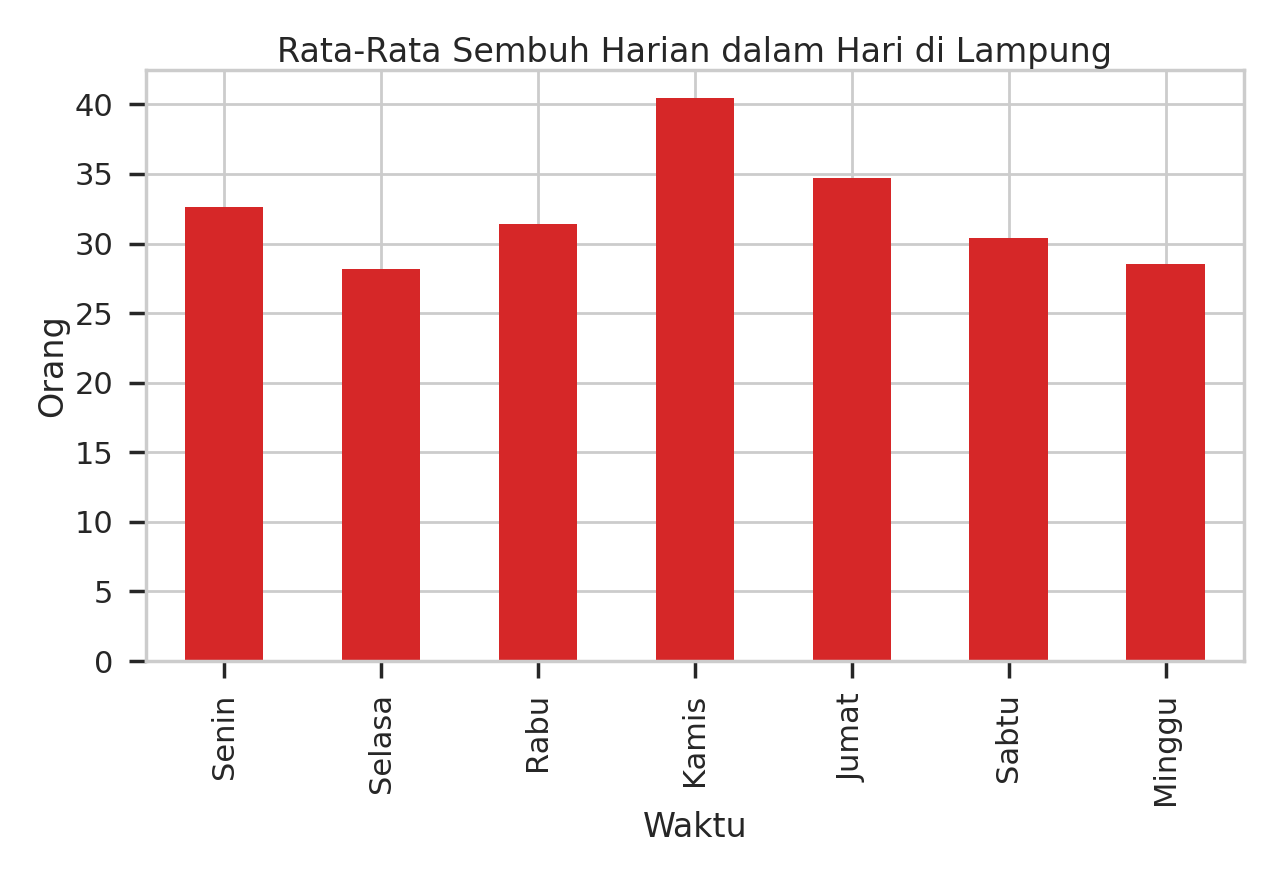 Rata-Rata Sembuh Harian dalam Hari di Lampung
Orang
40
35
30
25
20
15
10
5
0
Senin
Selasa
Rabu
Kamis
Jumat
Sabtu
Minggu
Waktu